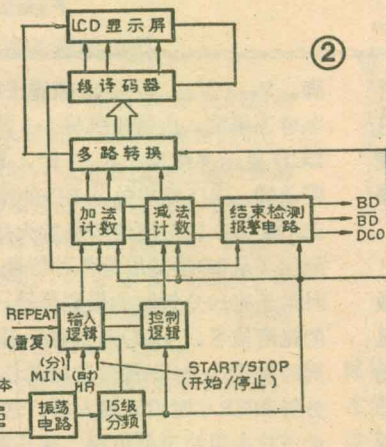 ②
LCD显示屏
段译码器
多路转换
加法
计数
减法
计数
结束检测
报警电路
BD
B̅D̅
DCO
REPEAT
(重复)
输入
逻辑
控制
逻辑
(分)
MIN
(时)
HR
START/STOP
(开始/停止)
本
振荡
电路
15级
分频